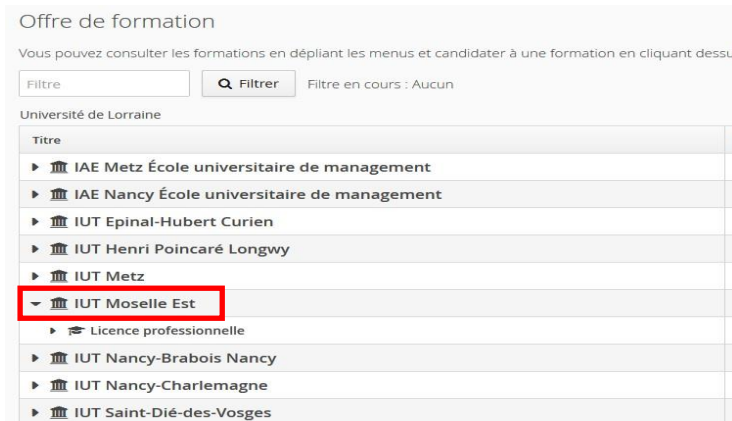 Offre de formation
Vous pouvez consulter les formations en dépliant les menus et candidater à une formation en cliquant
Filtre Filtrer Filtre en cours : Aucun
Université de Lorraine
Titre
IAE Metz École universitaire de management
IAE Nancy École universitaire de management
IUT Epinal-Hubert Curien
IUT Henri Poincaré Longwy
IUT Metz
IUT Moselle Est
Licence professionnelle
IUT Nancy-Brabois Nancy
IUT Nancy-Charlemagne
IUT Saint-Dié-des-Vosges